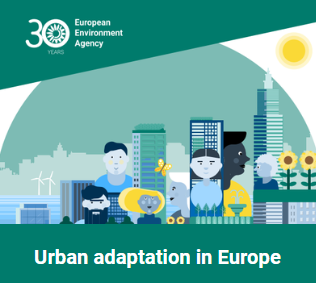 30
YEARS
European
Environment
Agency
Urban adaptation in Europe